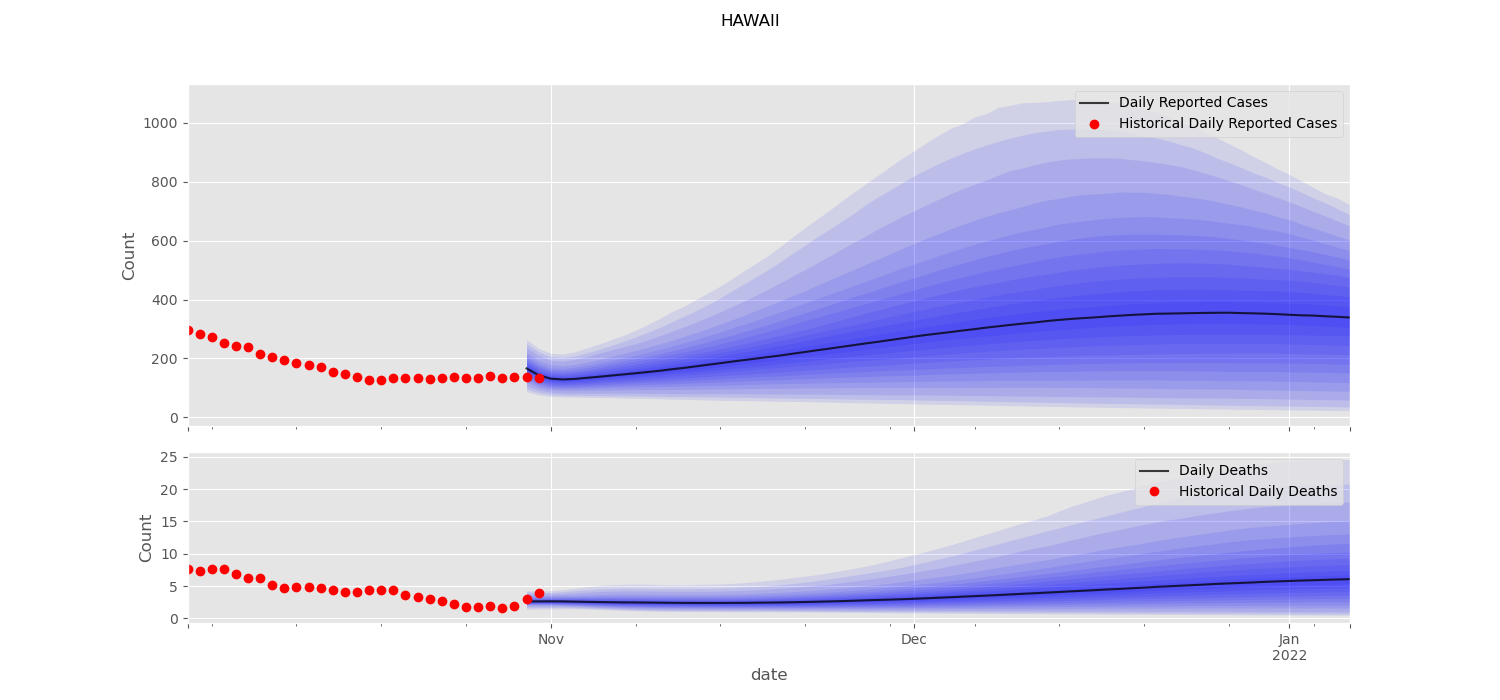 HAWAII
Daily Reported Cases
Historical Daily Reported Cases
Count
1000
800
600
400
200
0
Daily Deaths
Historical Daily Deaths
Count
25
20
15
10
5
0
Nov
Dec
Jan
2022
date